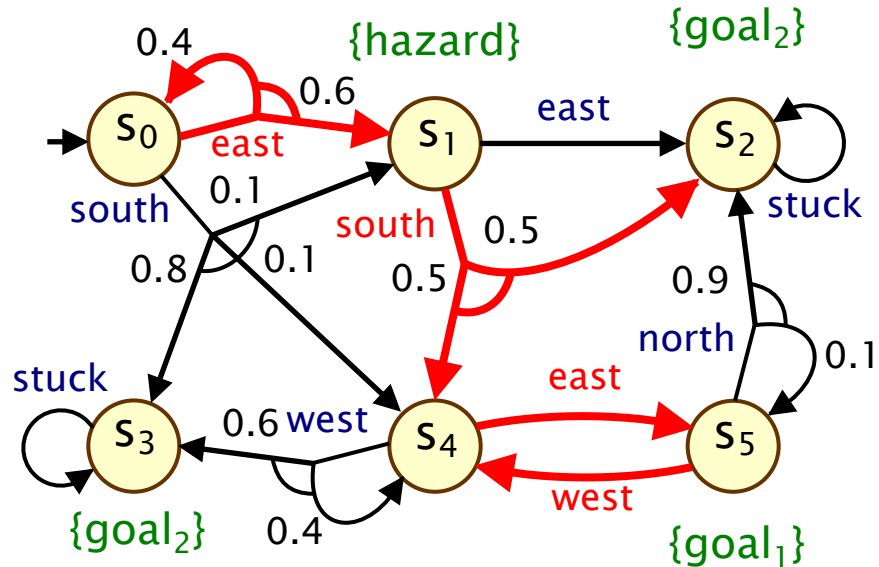 0.4
{hazard}
{goal₂}
0.6
s₀
east
s₁
east
s₂
south
0.1
south
0.5
stuck
0.8
0.1
0.5
0.9
north
0.1
stuck
east
s₃
0.6
west
s₄
s₅
west
0.4
{goal₂}
{goal₁}